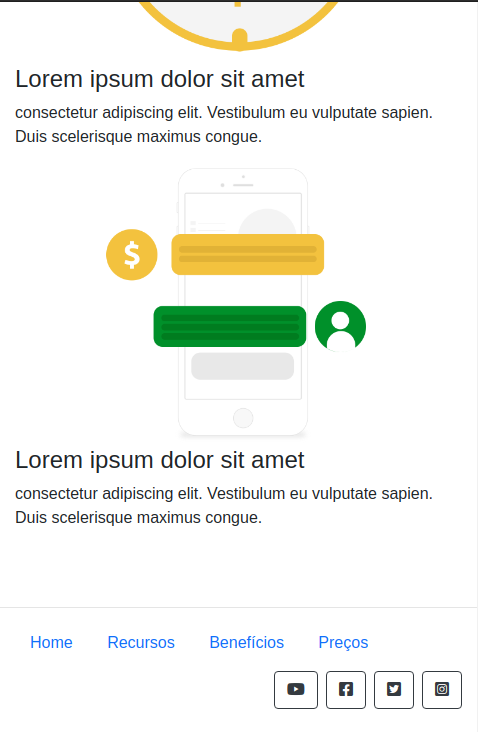 Lorem ipsum dolor sit amet
consectetur adipiscing elit. Vestibulum eu vulputate sapien.
Duis scelerisque maximus congue.
$
Lorem ipsum dolor sit amet
consectetur adipiscing elit. Vestibulum eu vulputate sapien.
Duis scelerisque maximus congue.
Home Recursos Benefícios Preços